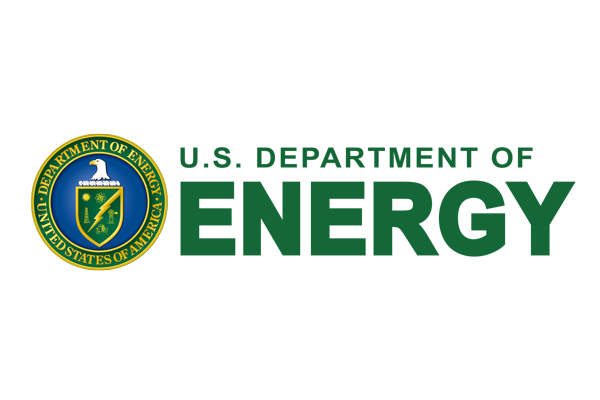 DEPARTMENT OF ENERGY
UNITED STATES OF AMERICA
U.S. DEPARTMENT OF
ENERGY